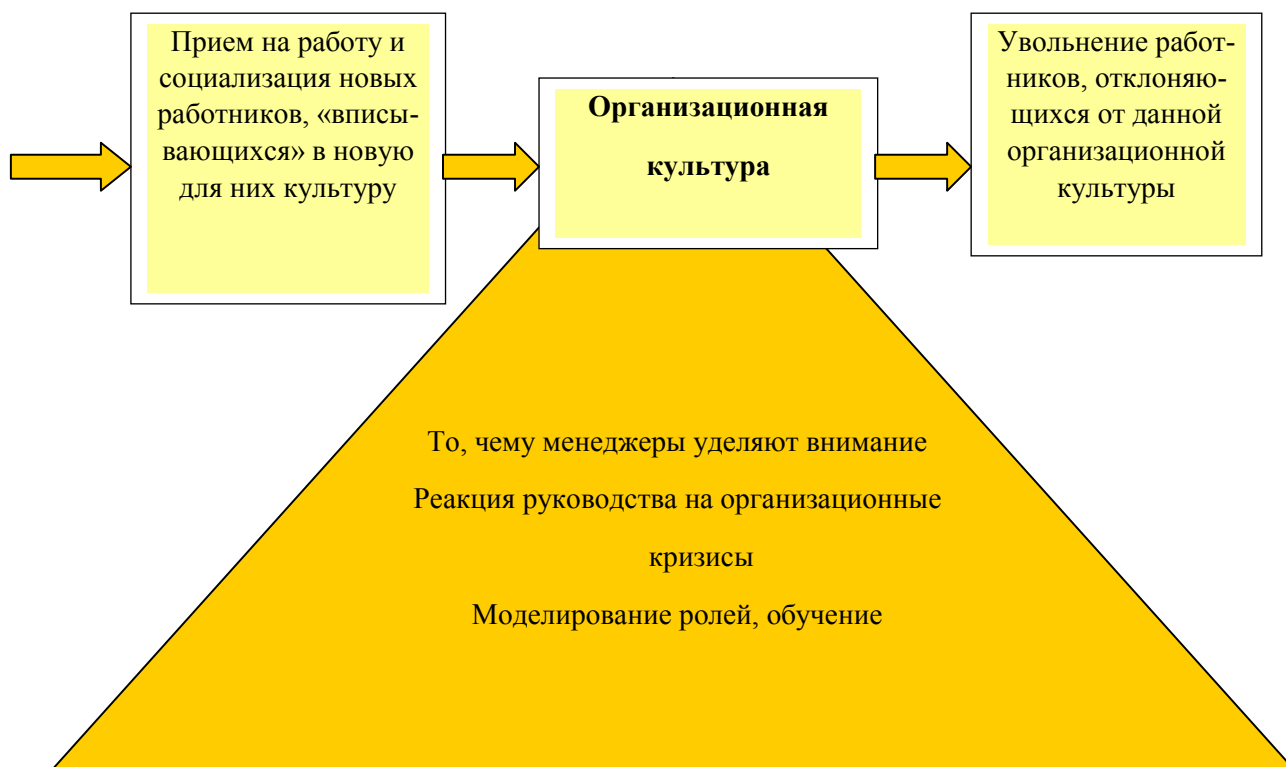 Прием на работу и
социализация новых
работников, «вписы-
вающихся» в новую
для них культуру
Организационная
культура
Увольнение работ-
ников, отклоняю-
щихся от данной
организационной
культуры
То, чему менеджеры уделяют внимание
Реакция руководства на организационные
кризисы
Моделирование ролей, обучение